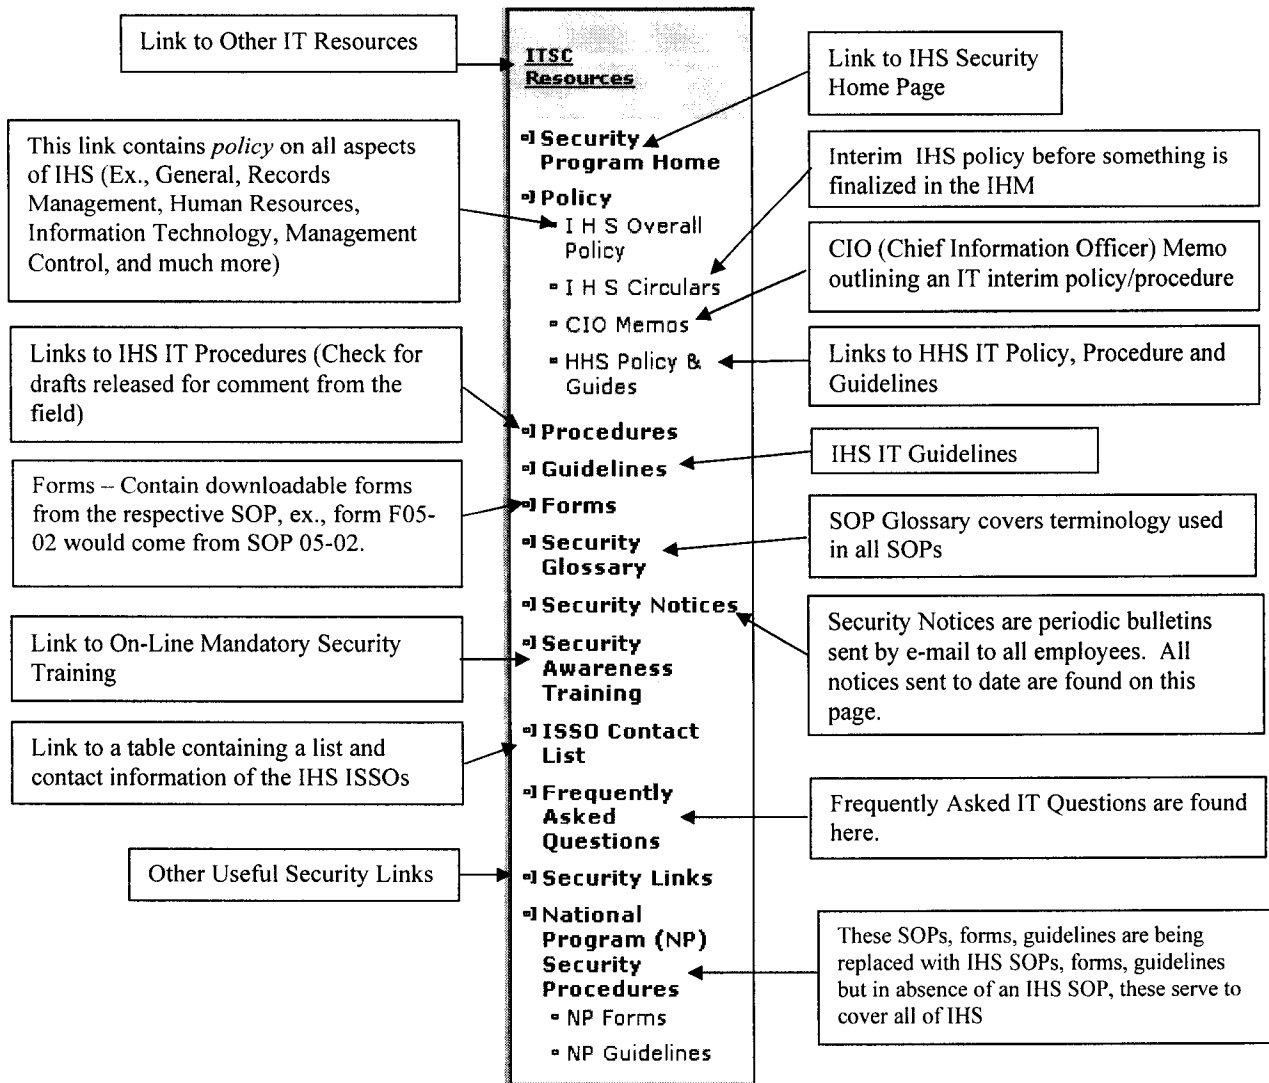 Link to Other IT Resources
This link contains policy on all aspects
of IHS (Ex., General, Records
Management, Human Resources,
Information Technology, Management
Control, and much more)
Links to IHS IT Procedures (Check for
drafts released for comment from the
field)
Forms – Contain downloadable forms
from the respective SOP, ex., form F05-
02 would come from SOP 05-02.
Link to On-Line Mandatory Security
Training
Link to a table containing a list and
contact information of the IHS ISSOs
Other Useful Security Links
ITSC
Resources
Security
Program Home
Policy
I H S Overall
Policy
I H S Circulars
CIO Memos
HHS Policy &
Guides
Procedures
Guidelines
Forms
Security
Glossary
Security Notices
Security
Awareness
Training
ISSO Contact
List
Frequently
Asked
Questions
Security Links
National
Program (NP)
Security
Procedures
NP Forms
NP Guidelines
Link to IHS Security
Home Page
Interim IHS policy before something is
finalized in the IHM
CIO (Chief Information Officer) Memo
outlining an IT interim policy/procedure
Links to HHS IT Policy, Procedure and
Guidelines
IHS IT Guidelines
SOP Glossary covers terminology used
in all SOPs
Security Notices are periodic bulletins
sent by e-mail to all employees. All
notices sent to date are found on this
page.
Frequently Asked IT Questions are found
here.
These SOPs, forms, guidelines are being
replaced with IHS SOPs, forms, guidelines
but in absence of an IHS SOP, these serve to
cover all of IHS